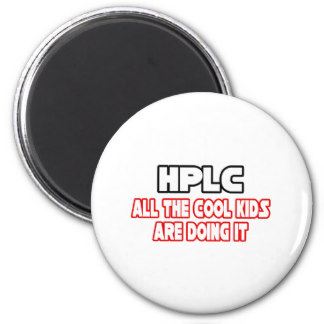 HPLC
ALL THE COOL KIDS
ARE DOING IT